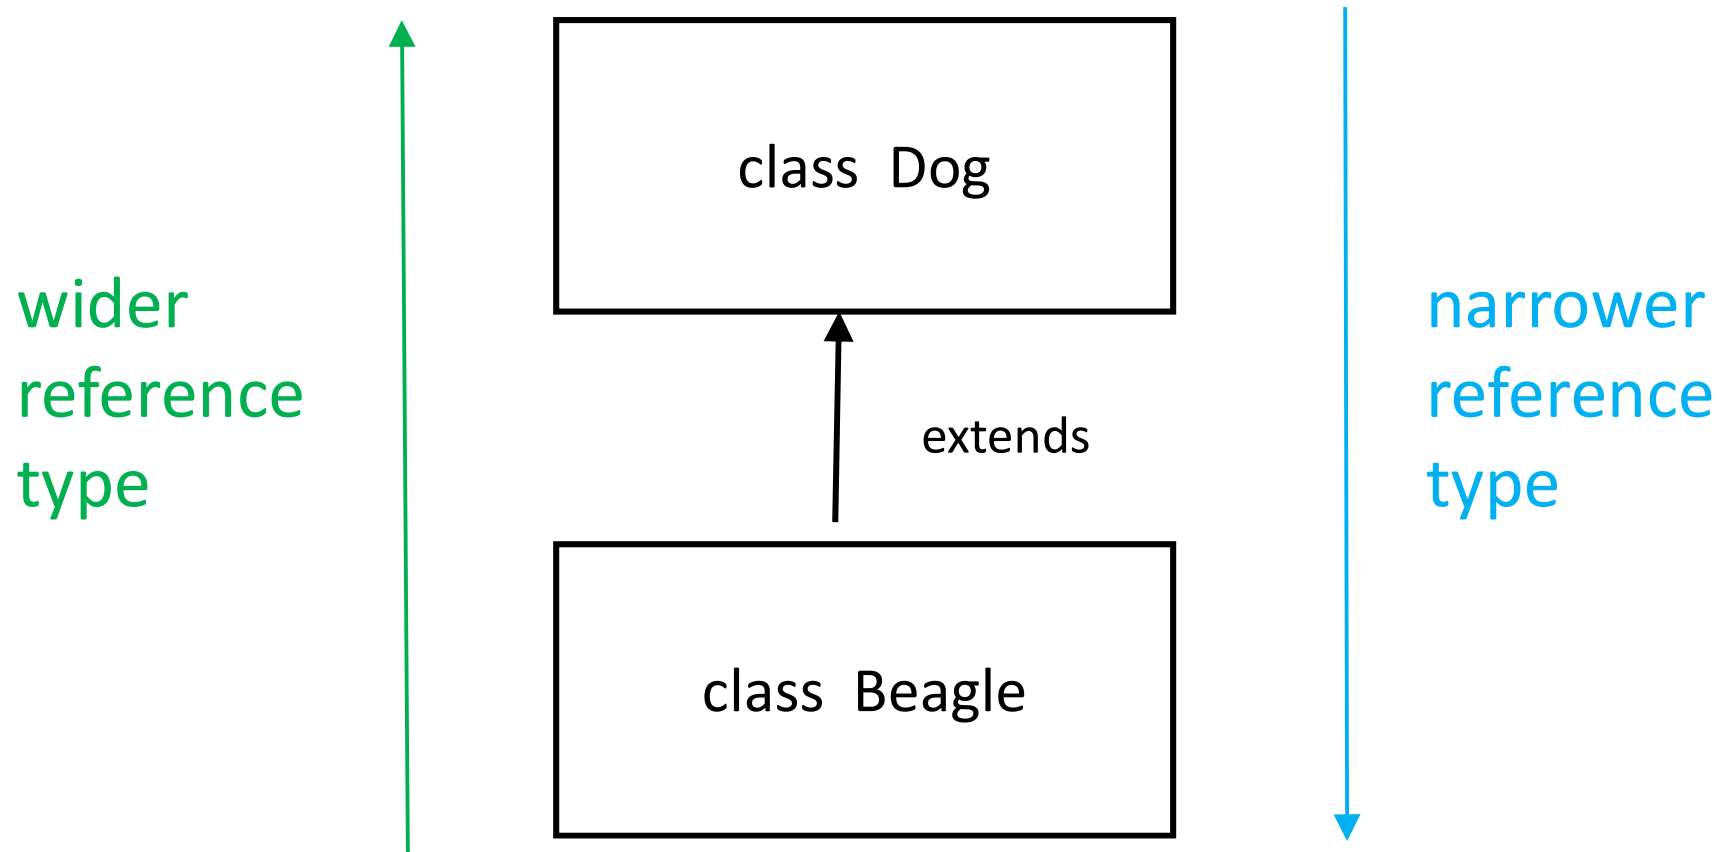 class Dog
wider
reference
type
narrower
reference
type
extends
class Beagle